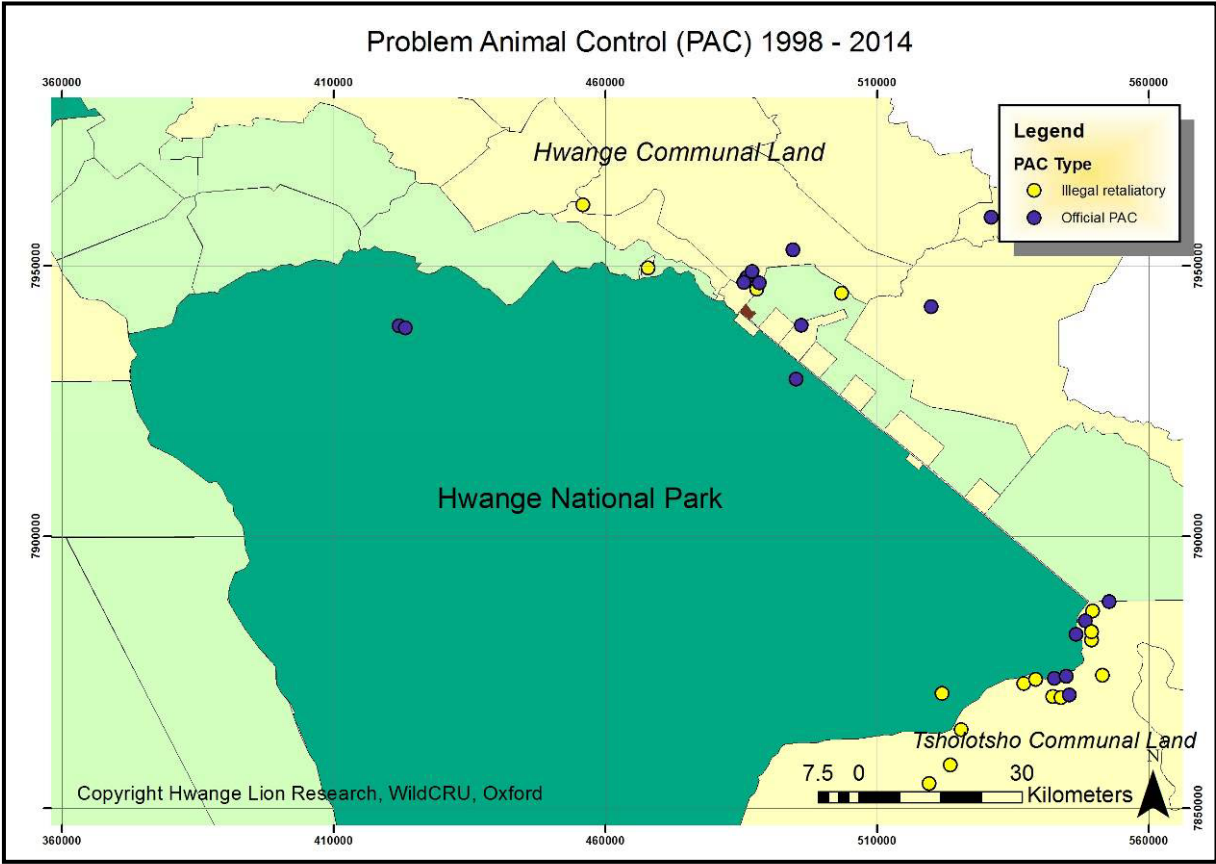 Problem Animal Control (PAC) 1998 - 2014
360000 410000 460000 510000 560000
Legend
PAC Type
Illegal retaliatory
Official PAC
Hwange Communal Land
7950000 7950000
Hwange National Park
7900000 7900000
Tsholotsho Communal Land
N
7.5 0 30
Kilometers
Copyright Hwange Lion Research, WildCRU, Oxford
7850000
360000 410000 460000 510000 560000